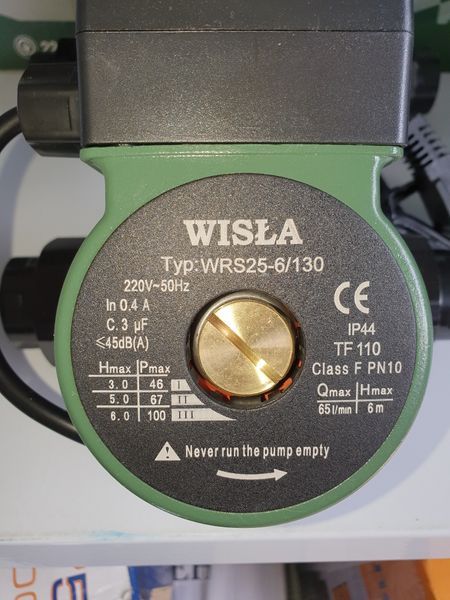 WISŁA
Typ:WRS25-6/130
220V~50Hz
In 0.4 A
C. 3 µF
≤45dB(A)
CE
IP44
TF 110
Class F PN10
Hmax Pmax
3.0 46 I
5.0 67 II
6.0 100 III
Qmax Hmax
65 l/min 6 m
Never run the pump empty